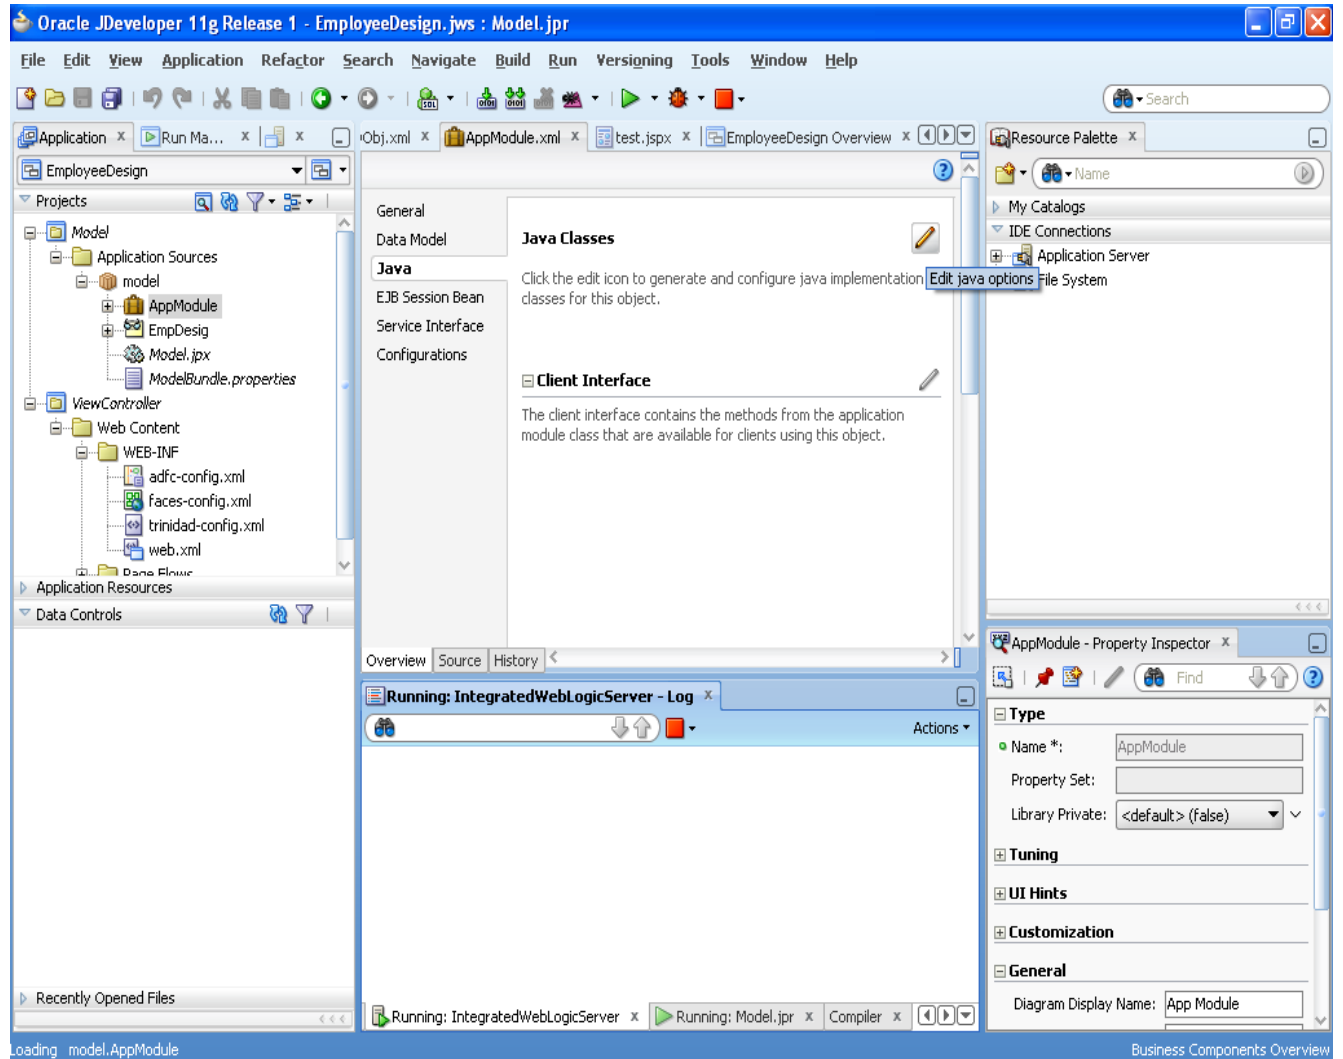 Oracle JDeveloper 11g Release 1 - EmployeeDesign.jws : Model.jpr
File Edit View Application Refactor Search Navigate Build Run Versioning Tools Window Help
Search
Application x Run Ma... x x
EmployeeDesign
Projects
Model
Application Sources
model
AppModule
EmpDesig
Model.jpx
ModelBundle.properties
ViewController
Web Content
WEB-INF
adfc-config.xml
faces-config.xml
trinidad-config.xml
web.xml
Page Flows
Application Resources
Data Controls
Recently Opened Files
Obj.xml x AppModule.xml x test.jspx x EmployeeDesign Overview x
General
Data Model
Java
EJB Session Bean
Service Interface
Configurations
Java Classes
Click the edit icon to generate and configure java implementation
classes for this object.
Edit java options
Client Interface
The client interface contains the methods from the application
module class that are available for clients using this object.
Overview Source History
Running: IntegratedWebLogicServer - Log x
Actions
Running: IntegratedWebLogicServer x Running: Model.jpr x Compiler x
Resource Palette x
Name
My Catalogs
IDE Connections
Application Server
File System
AppModule - Property Inspector x
Find
Type
Name *: AppModule
Property Set:
Library Private: <default> (false)
Tuning
UI Hints
Customization
General
Diagram Display Name: App Module
Loading model.AppModule
Business Components Overview